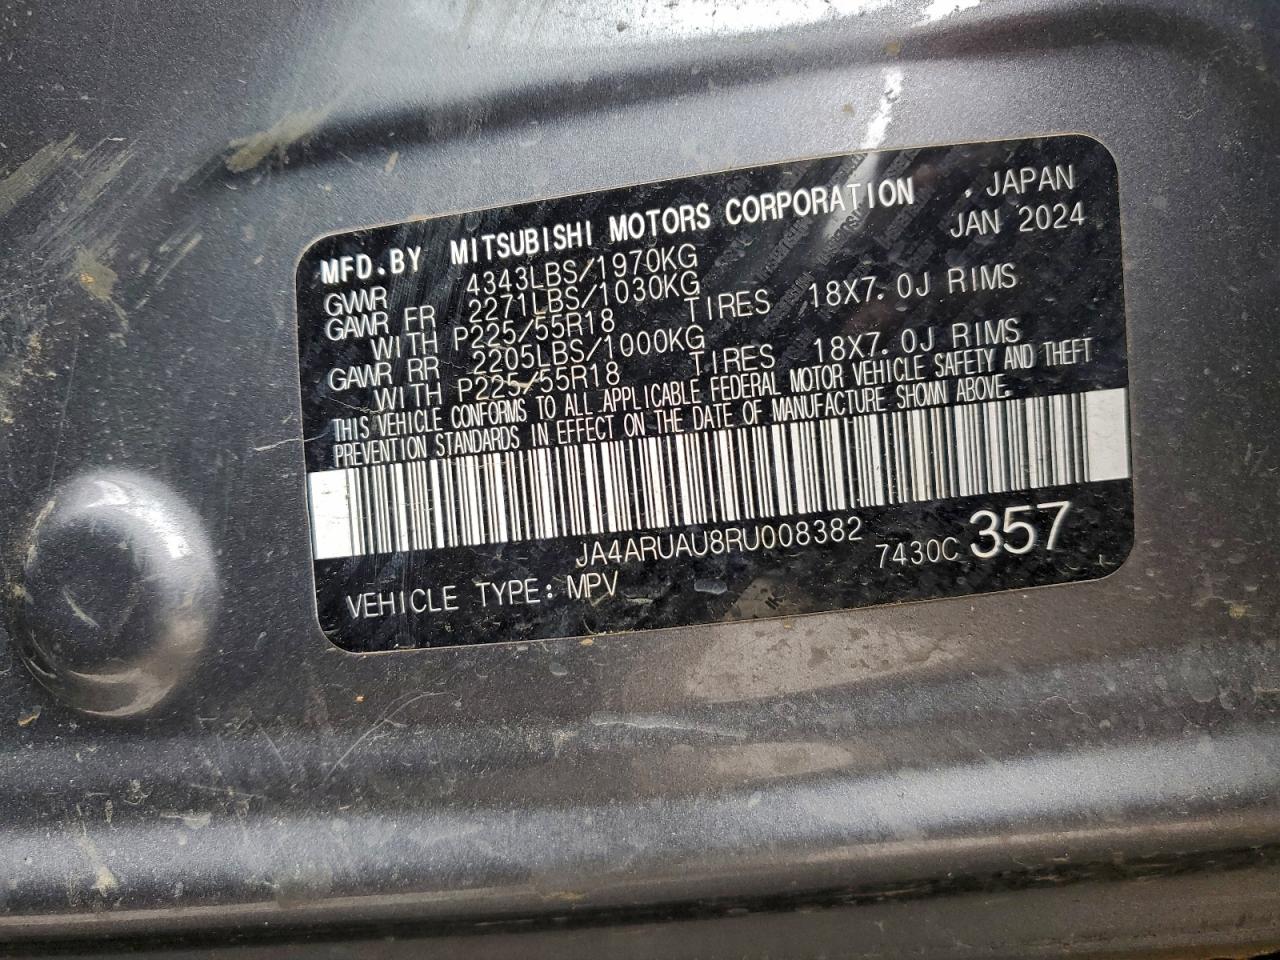 MFD.BY MITSUBISHI MOTORS CORPORATION , JAPAN
GVWR 4343LBS/1970KG JAN 2024
GAWR FR 2271LBS/1030KG
WITH P225/55R18 TIRES 18X7.0J RIMS
GAWR RR 2205LBS/1000KG
WITH P225/55R18 TIRES 18X7.0J RIMS
THIS VEHICLE CONFORMS TO ALL APPLICABLE FEDERAL MOTOR VEHICLE SAFETY AND THEFT
PREVENTION STANDARDS IN EFFECT ON THE DATE OF MANUFACTURE SHOWN ABOVE.
JA4ARUAU8RU008382 7430C 357
VEHICLE TYPE: MPV